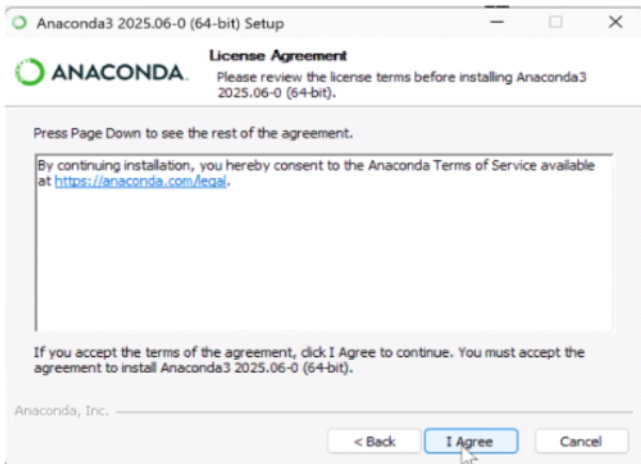 Anaconda3 2025.06-0 (64-bit) Setup
ANACONDA.
License Agreement
Please review the license terms before installing Anaconda3
2025.06-0 (64-bit).
Press Page Down to see the rest of the agreement.
By continuing installation, you hereby consent to the Anaconda Terms of Service available
at https://anaconda.com/legal.
If you accept the terms of the agreement, click I Agree to continue. You must accept the
agreement to install Anaconda3 2025.06-0 (64-bit).
Anaconda, Inc.
< Back
I Agree
Cancel